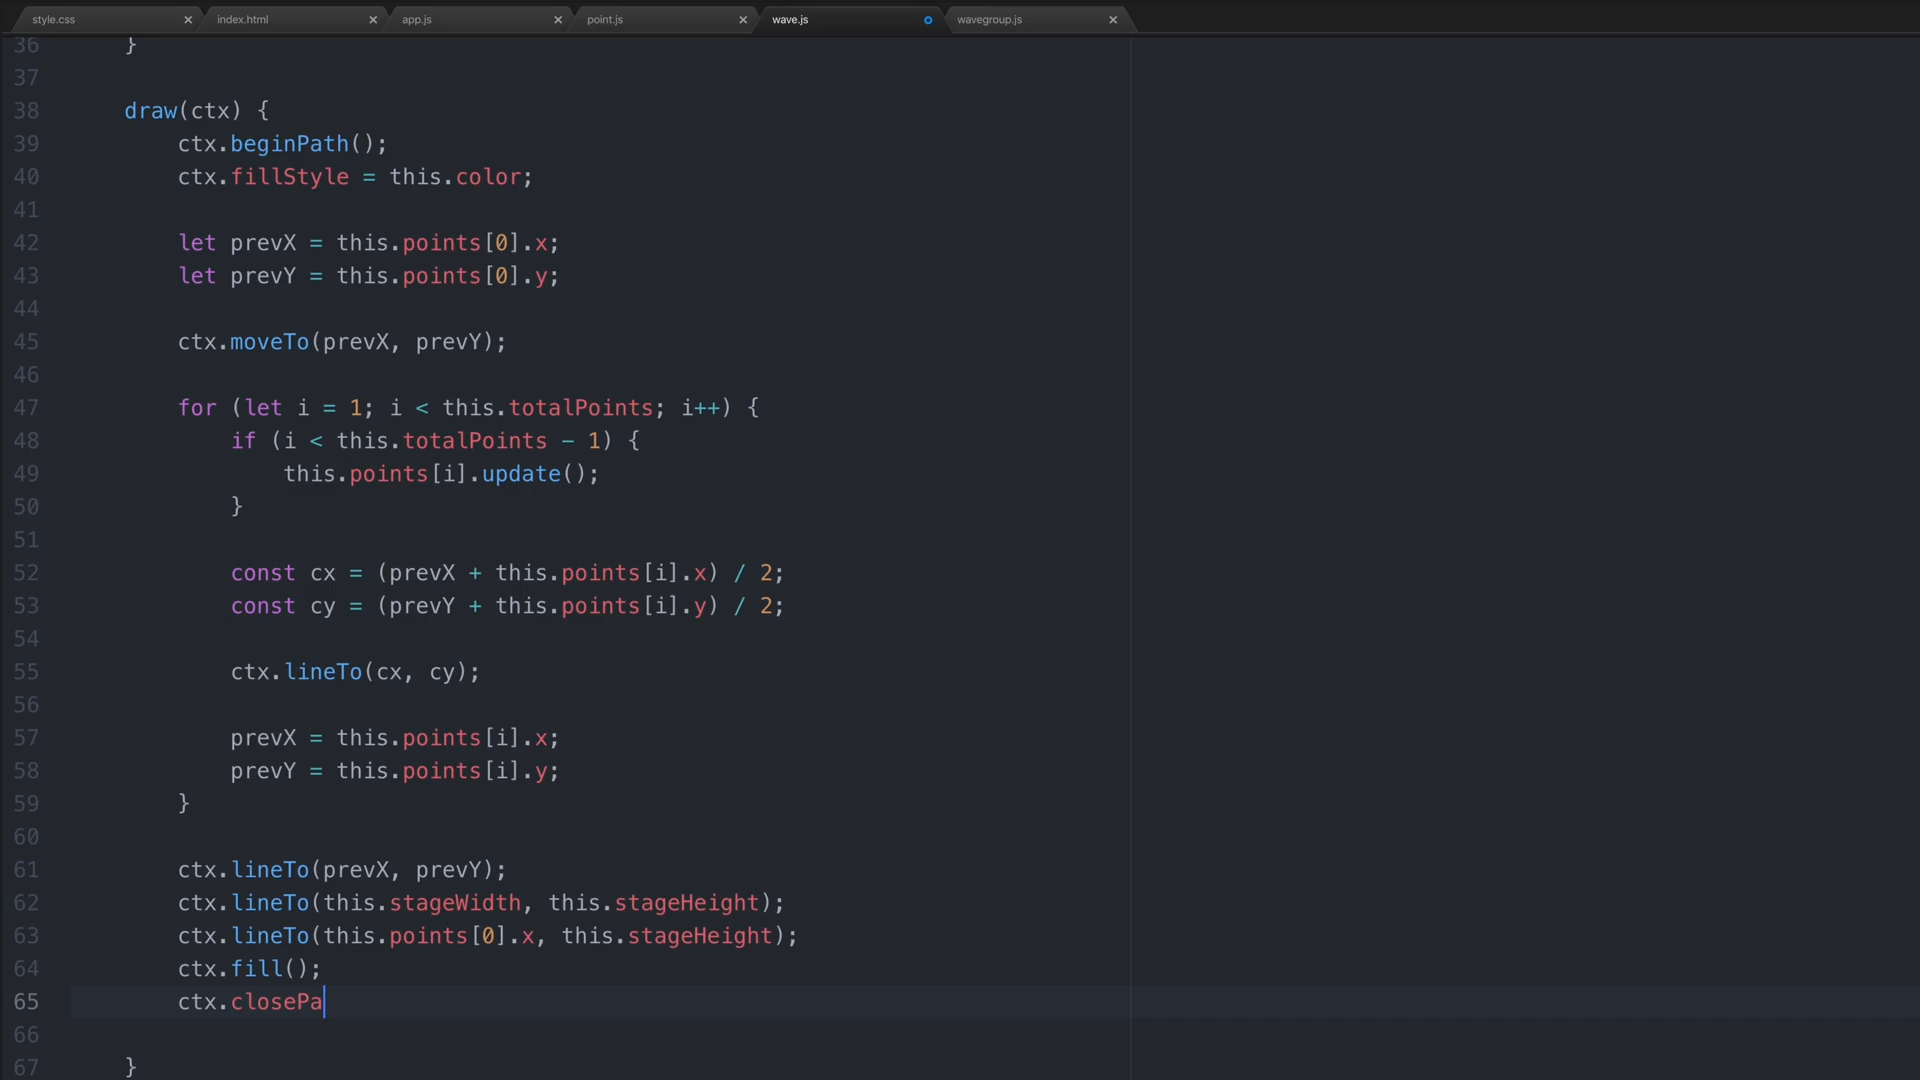 style.css index.html app.js point.js wave.js wavegroup.js
36 }
37
38 draw(ctx) {
39 ctx.beginPath();
40 ctx.fillStyle = this.color;
41
42 let prevX = this.points[0].x;
43 let prevY = this.points[0].y;
44
45 ctx.moveTo(prevX, prevY);
46
47 for (let i = 1; i < this.totalPoints; i++) {
48 if (i < this.totalPoints - 1) {
49 this.points[i].update();
50 }
51
52 const cx = (prevX + this.points[i].x) / 2;
53 const cy = (prevY + this.points[i].y) / 2;
54
55 ctx.lineTo(cx, cy);
56
57 prevX = this.points[i].x;
58 prevY = this.points[i].y;
59 }
60
61 ctx.lineTo(prevX, prevY);
62 ctx.lineTo(this.stageWidth, this.stageHeight);
63 ctx.lineTo(this.points[0].x, this.stageHeight);
64 ctx.fill();
65 ctx.closePa
66
67 }